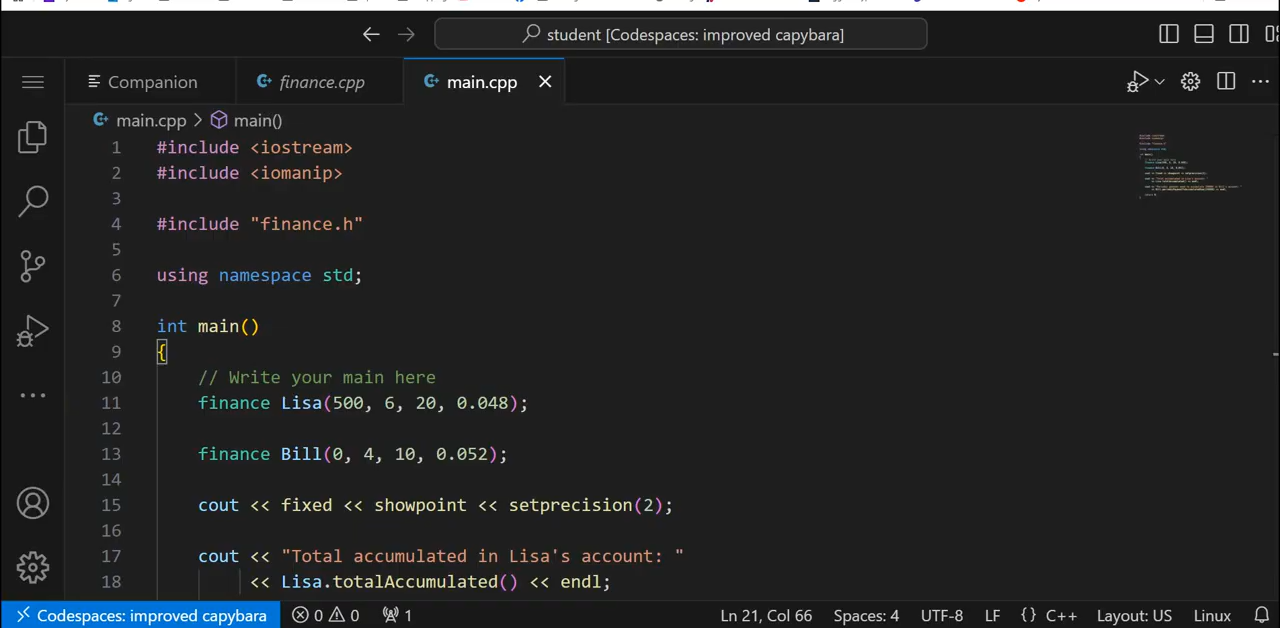 student [Codespaces: improved capybara]
Companion
finance.cpp
main.cpp
main.cpp > main()
1 #include <iostream>
2 #include <iomanip>
3
4 #include "finance.h"
5
6 using namespace std;
7
8 int main()
9 {
10 // Write your main here
11 finance Lisa(500, 6, 20, 0.048);
12
13 finance Bill(0, 4, 10, 0.052);
14
15 cout << fixed << showpoint << setprecision(2);
16
17 cout << "Total accumulated in Lisa's account: "
18 << Lisa.totalAccumulated() << endl;
Codespaces: improved capybara 0 0 1 Ln 21, Col 66 Spaces: 4 UTF-8 LF {} C++ Layout: US Linux